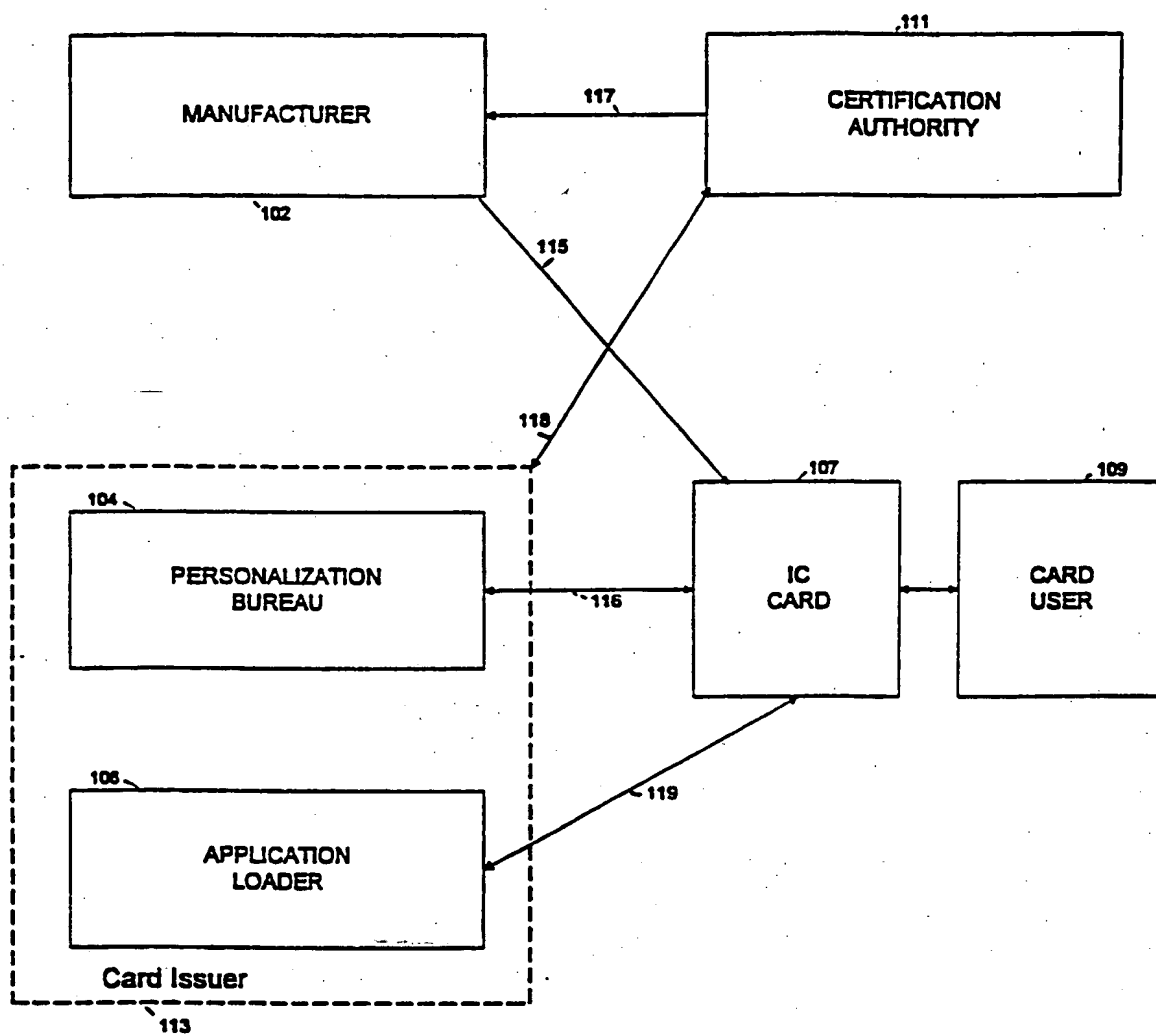 111
MANUFACTURER
117
CERTIFICATION
AUTHORITY
102
115
118
107
109
104
PERSONALIZATION
BUREAU
116
IC
CARD
CARD
USER
105
APPLICATION
LOADER
119
Card Issuer
113